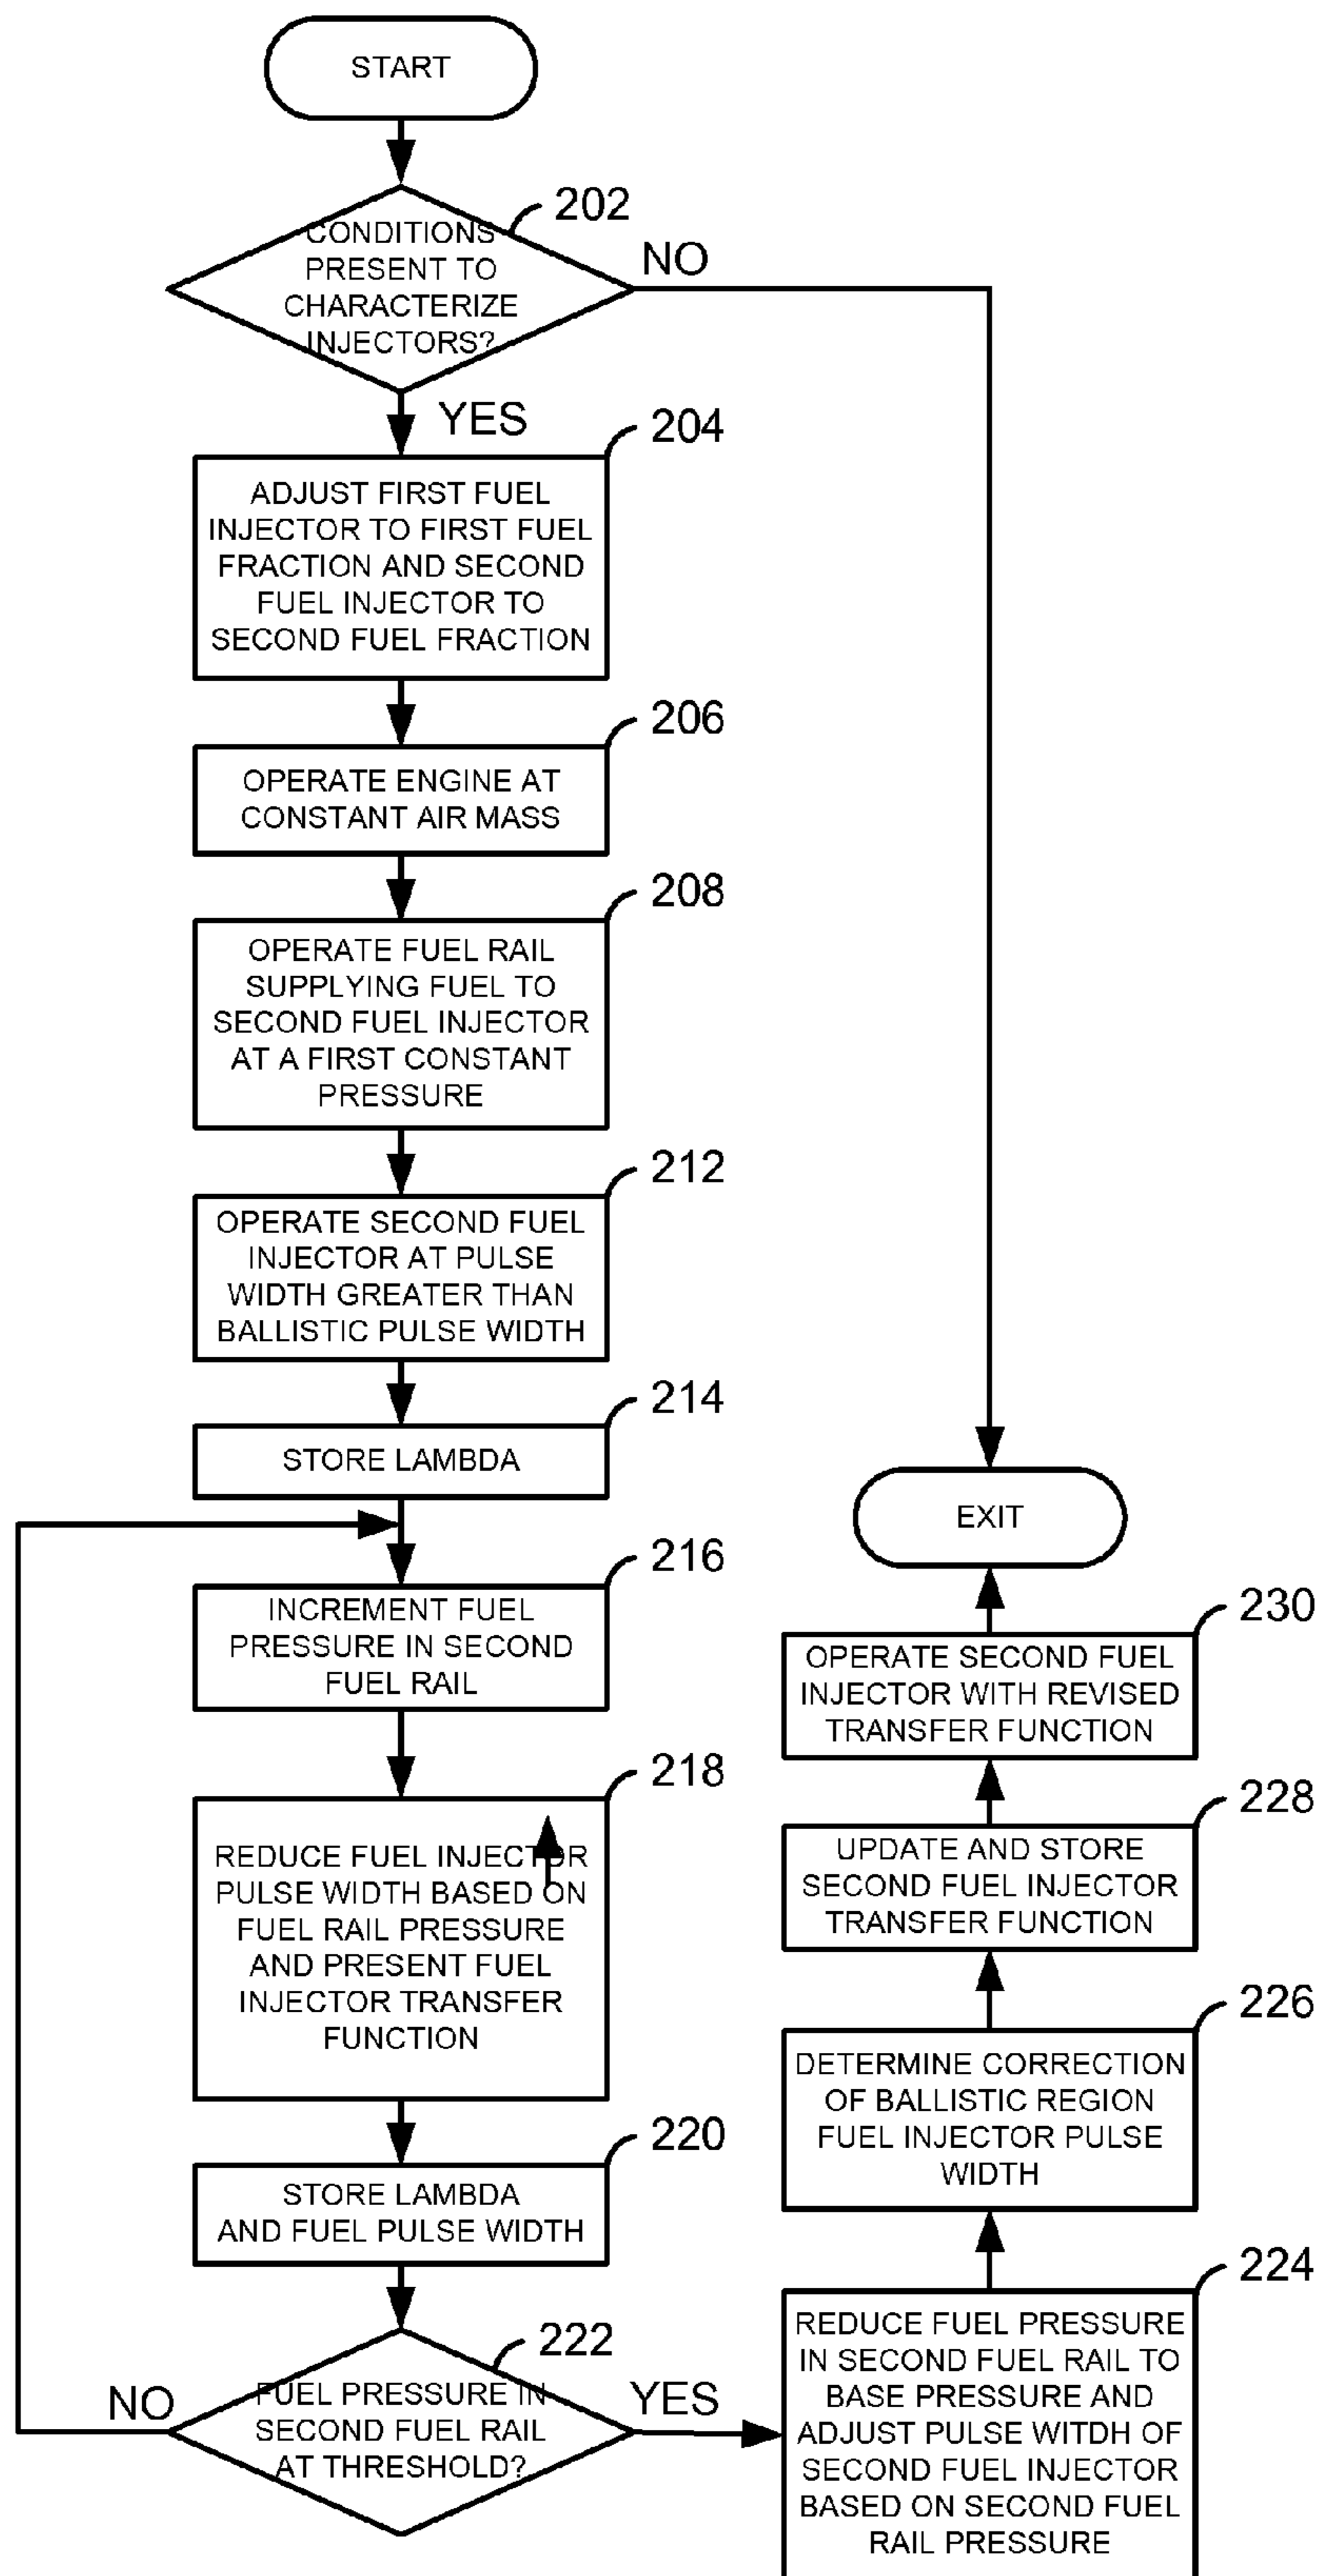 START
202
CONDITIONS
PRESENT TO
CHARACTERIZE
INJECTORS?
NO
YES
204
ADJUST FIRST FUEL
INJECTOR TO FIRST FUEL
FRACTION AND SECOND
FUEL INJECTOR TO
SECOND FUEL FRACTION
206
OPERATE ENGINE AT
CONSTANT AIR MASS
208
OPERATE FUEL RAIL
SUPPLYING FUEL TO
SECOND FUEL INJECTOR
AT A FIRST CONSTANT
PRESSURE
212
OPERATE SECOND FUEL
INJECTOR AT PULSE
WIDTH GREATER THAN
BALLISTIC PULSE WIDTH
214
STORE LAMBDA
216
INCREMENT FUEL
PRESSURE IN SECOND
FUEL RAIL
218
REDUCE FUEL INJECTOR
PULSE WIDTH BASED ON
FUEL RAIL PRESSURE
AND PRESENT FUEL
INJECTOR TRANSFER
FUNCTION
220
STORE LAMBDA
AND FUEL PULSE WIDTH
222
FUEL PRESSURE IN
SECOND FUEL RAIL
AT THRESHOLD?
NO
YES
224
REDUCE FUEL PRESSURE
IN SECOND FUEL RAIL TO
BASE PRESSURE AND
ADJUST PULSE WITDH OF
SECOND FUEL INJECTOR
BASED ON SECOND FUEL
RAIL PRESSURE
226
DETERMINE CORRECTION
OF BALLISTIC REGION
FUEL INJECTOR PULSE
WIDTH
228
UPDATE AND STORE
SECOND FUEL INJECTOR
TRANSFER FUNCTION
230
OPERATE SECOND FUEL
INJECTOR WITH REVISED
TRANSFER FUNCTION
EXIT